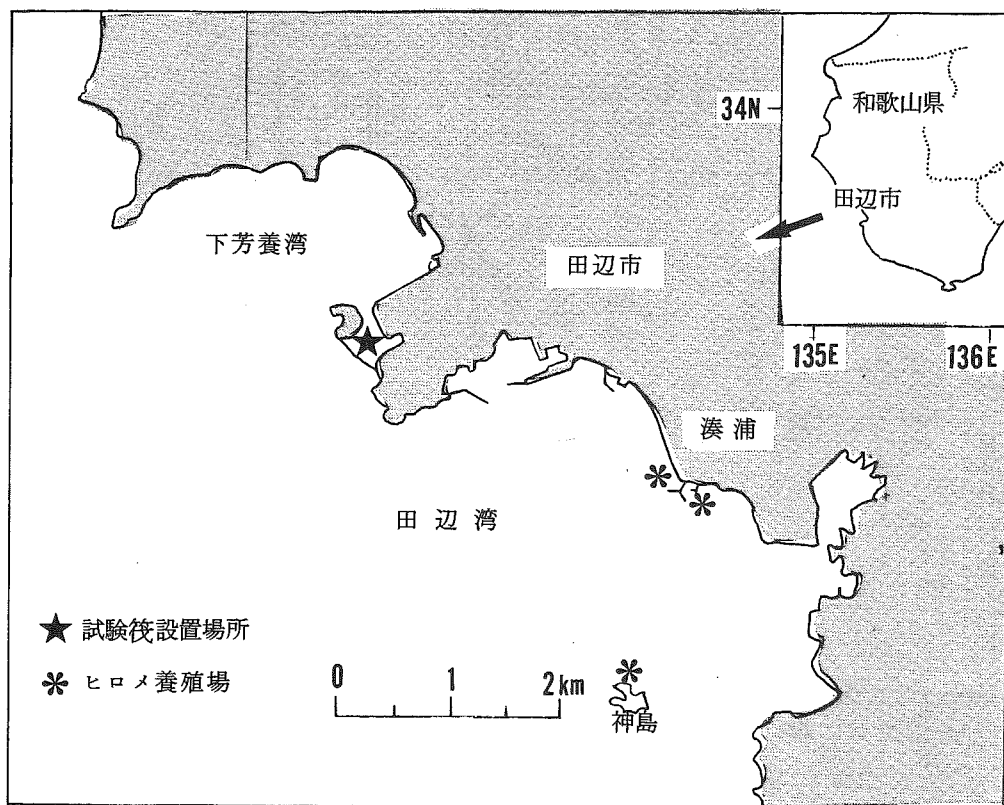 34N
和歌山県
田辺市
135E
136E
下芳養湾
田辺市
湊浦
田辺湾
★ 試験筏設置場所
＊ ヒロメ養殖場
0 1 2km
神島